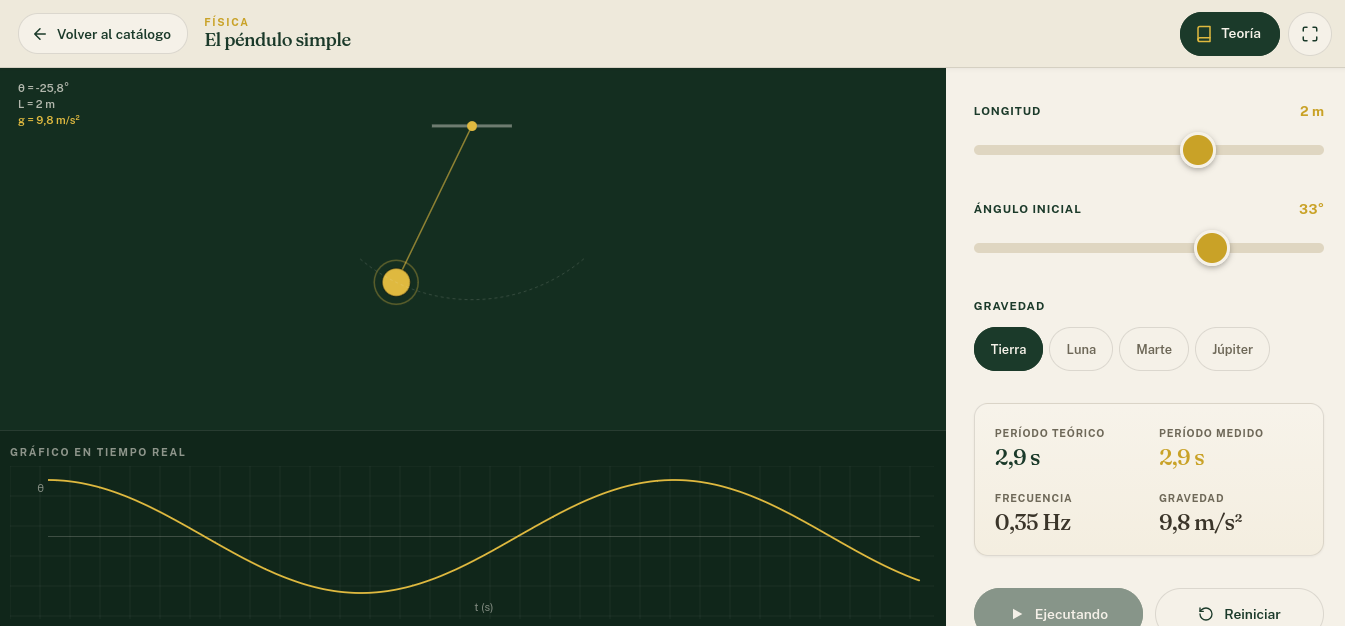 Volver al catálogo
FÍSICA
El péndulo simple
Teoría
θ = -25,8°
L = 2 m
g = 9,8 m/s²
LONGITUD
2 m
ÁNGULO INICIAL
33°
GRAVEDAD
Tierra
Luna
Marte
Júpiter
PERÍODO TEÓRICO
2,9 s
PERÍODO MEDIDO
2,9 s
FRECUENCIA
0,35 Hz
GRAVEDAD
9,8 m/s²
Ejecutando
Reiniciar
GRÁFICO EN TIEMPO REAL
θ
t (s)